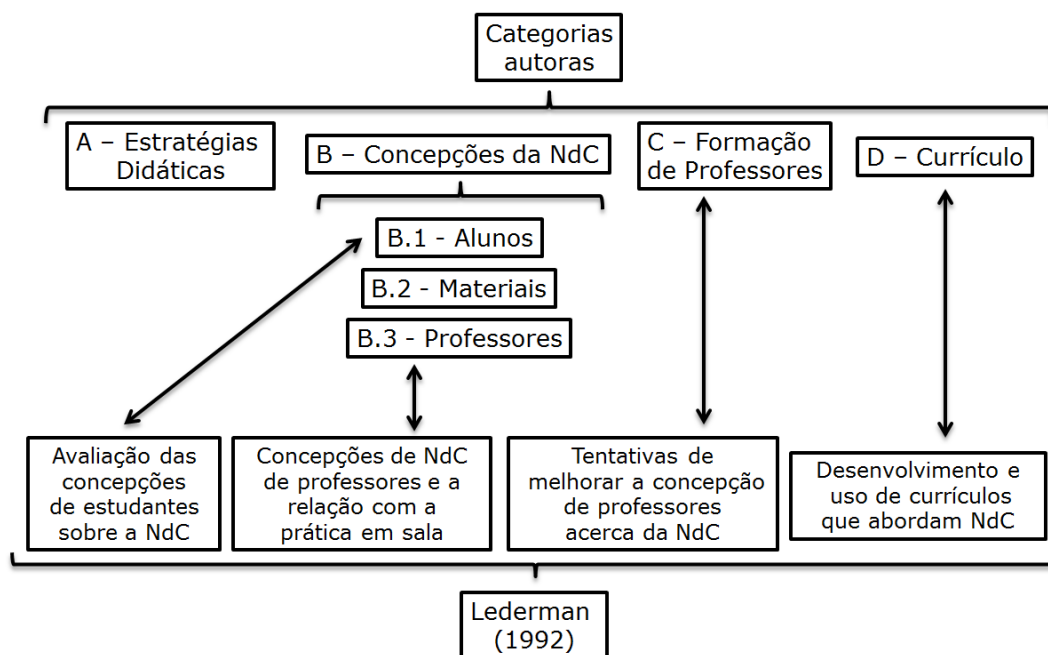 Categorias
autoras
A – Estratégias
Didáticas
B – Concepções da NdC
C – Formação
de Professores
D – Currículo
B.1 - Alunos
B.2 - Materiais
B.3 - Professores
Avaliação das
concepções
de estudantes
sobre a NdC
Concepções de NdC
de professores e a
relação com a
prática em sala
Tentativas de
melhorar a concepção
de professores
acerca da NdC
Desenvolvimento e
uso de currículos
que abordam NdC
Lederman
(1992)